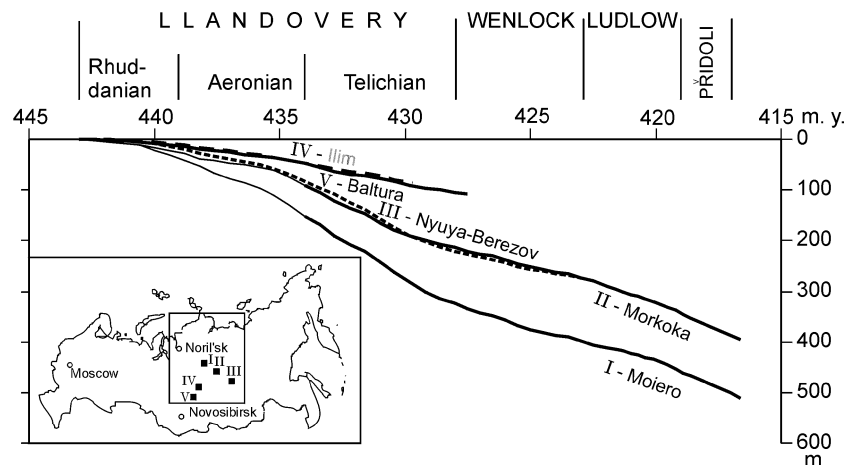 LLANDOVERY WENLOCK LUDLOW
PŘIDOLI
Rhud-
danian
Aeronian
Telichian
445 440 435 430 425 420 415 m. y.
0
100
200
300
400
500
600
m
IV - Ilim
V - Baltura
III - Nyuya-Berezov
II - Morkoka
I - Moiero
Noril'sk
I II
III
Moscow
IV
V
Novosibirsk